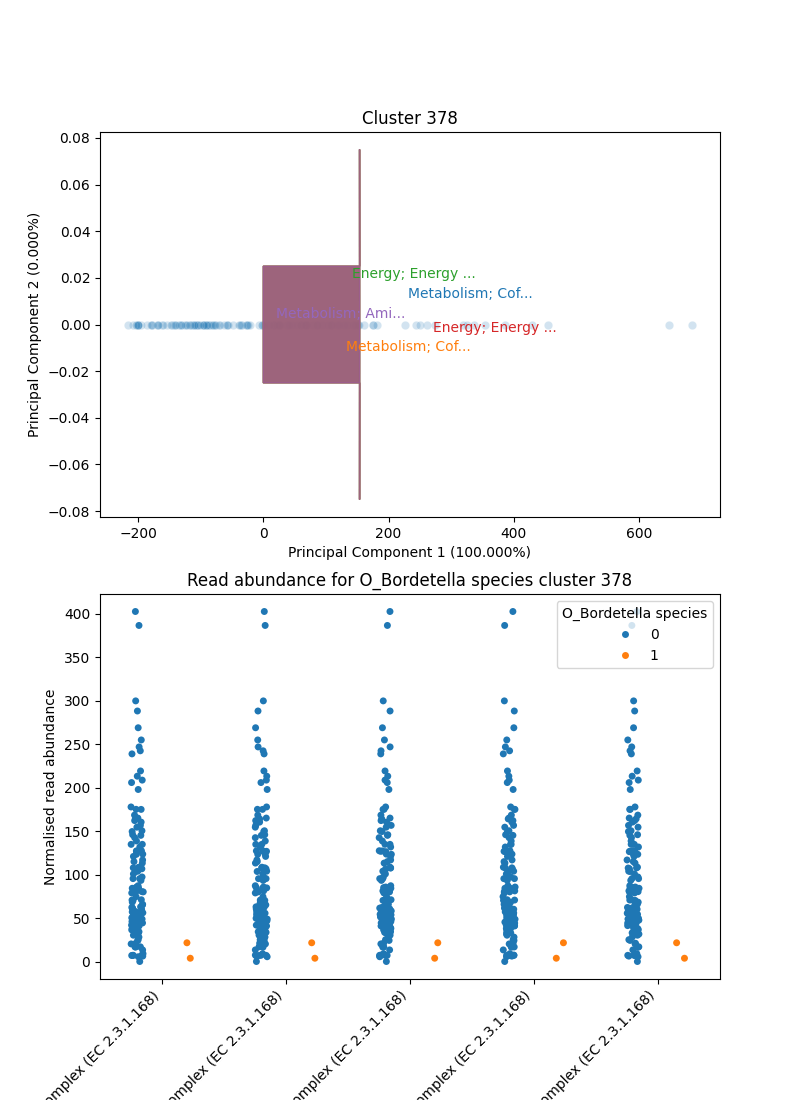 Cluster 378
0.08
0.06
0.04
0.02
0.00
−0.02
−0.04
−0.06
−0.08
Principal Component 2 (0.000%)
Energy; Energy ...
Metabolism; Cof...
Metabolism; Ami...
Energy; Energy ...
Metabolism; Cof...
−200 0 200 400 600
Principal Component 1 (100.000%)
Read abundance for O_Bordetella species cluster 378
400
350
300
250
200
150
100
50
0
Normalised read abundance
O_Bordetella species
0
1
omplex (EC 2.3.1.168)
omplex (EC 2.3.1.168)
omplex (EC 2.3.1.168)
omplex (EC 2.3.1.168)
omplex (EC 2.3.1.168)